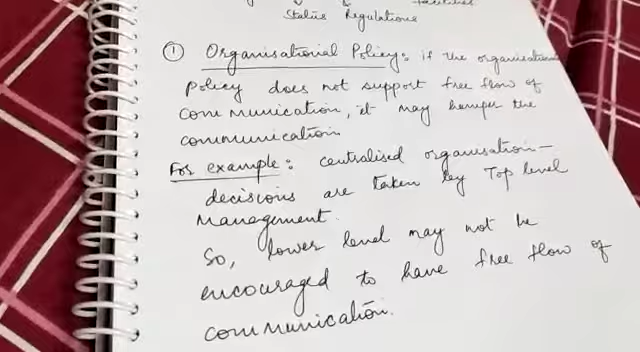 facilities
Status Regulations
① Organisational Policy: if the organisational
Policy does not support free flow of
communication, it may hamper the
communication
For example: centralised organisation –
decisions are taken by Top level
management.
So, lower level may not be
encouraged to have free flow of
communication.